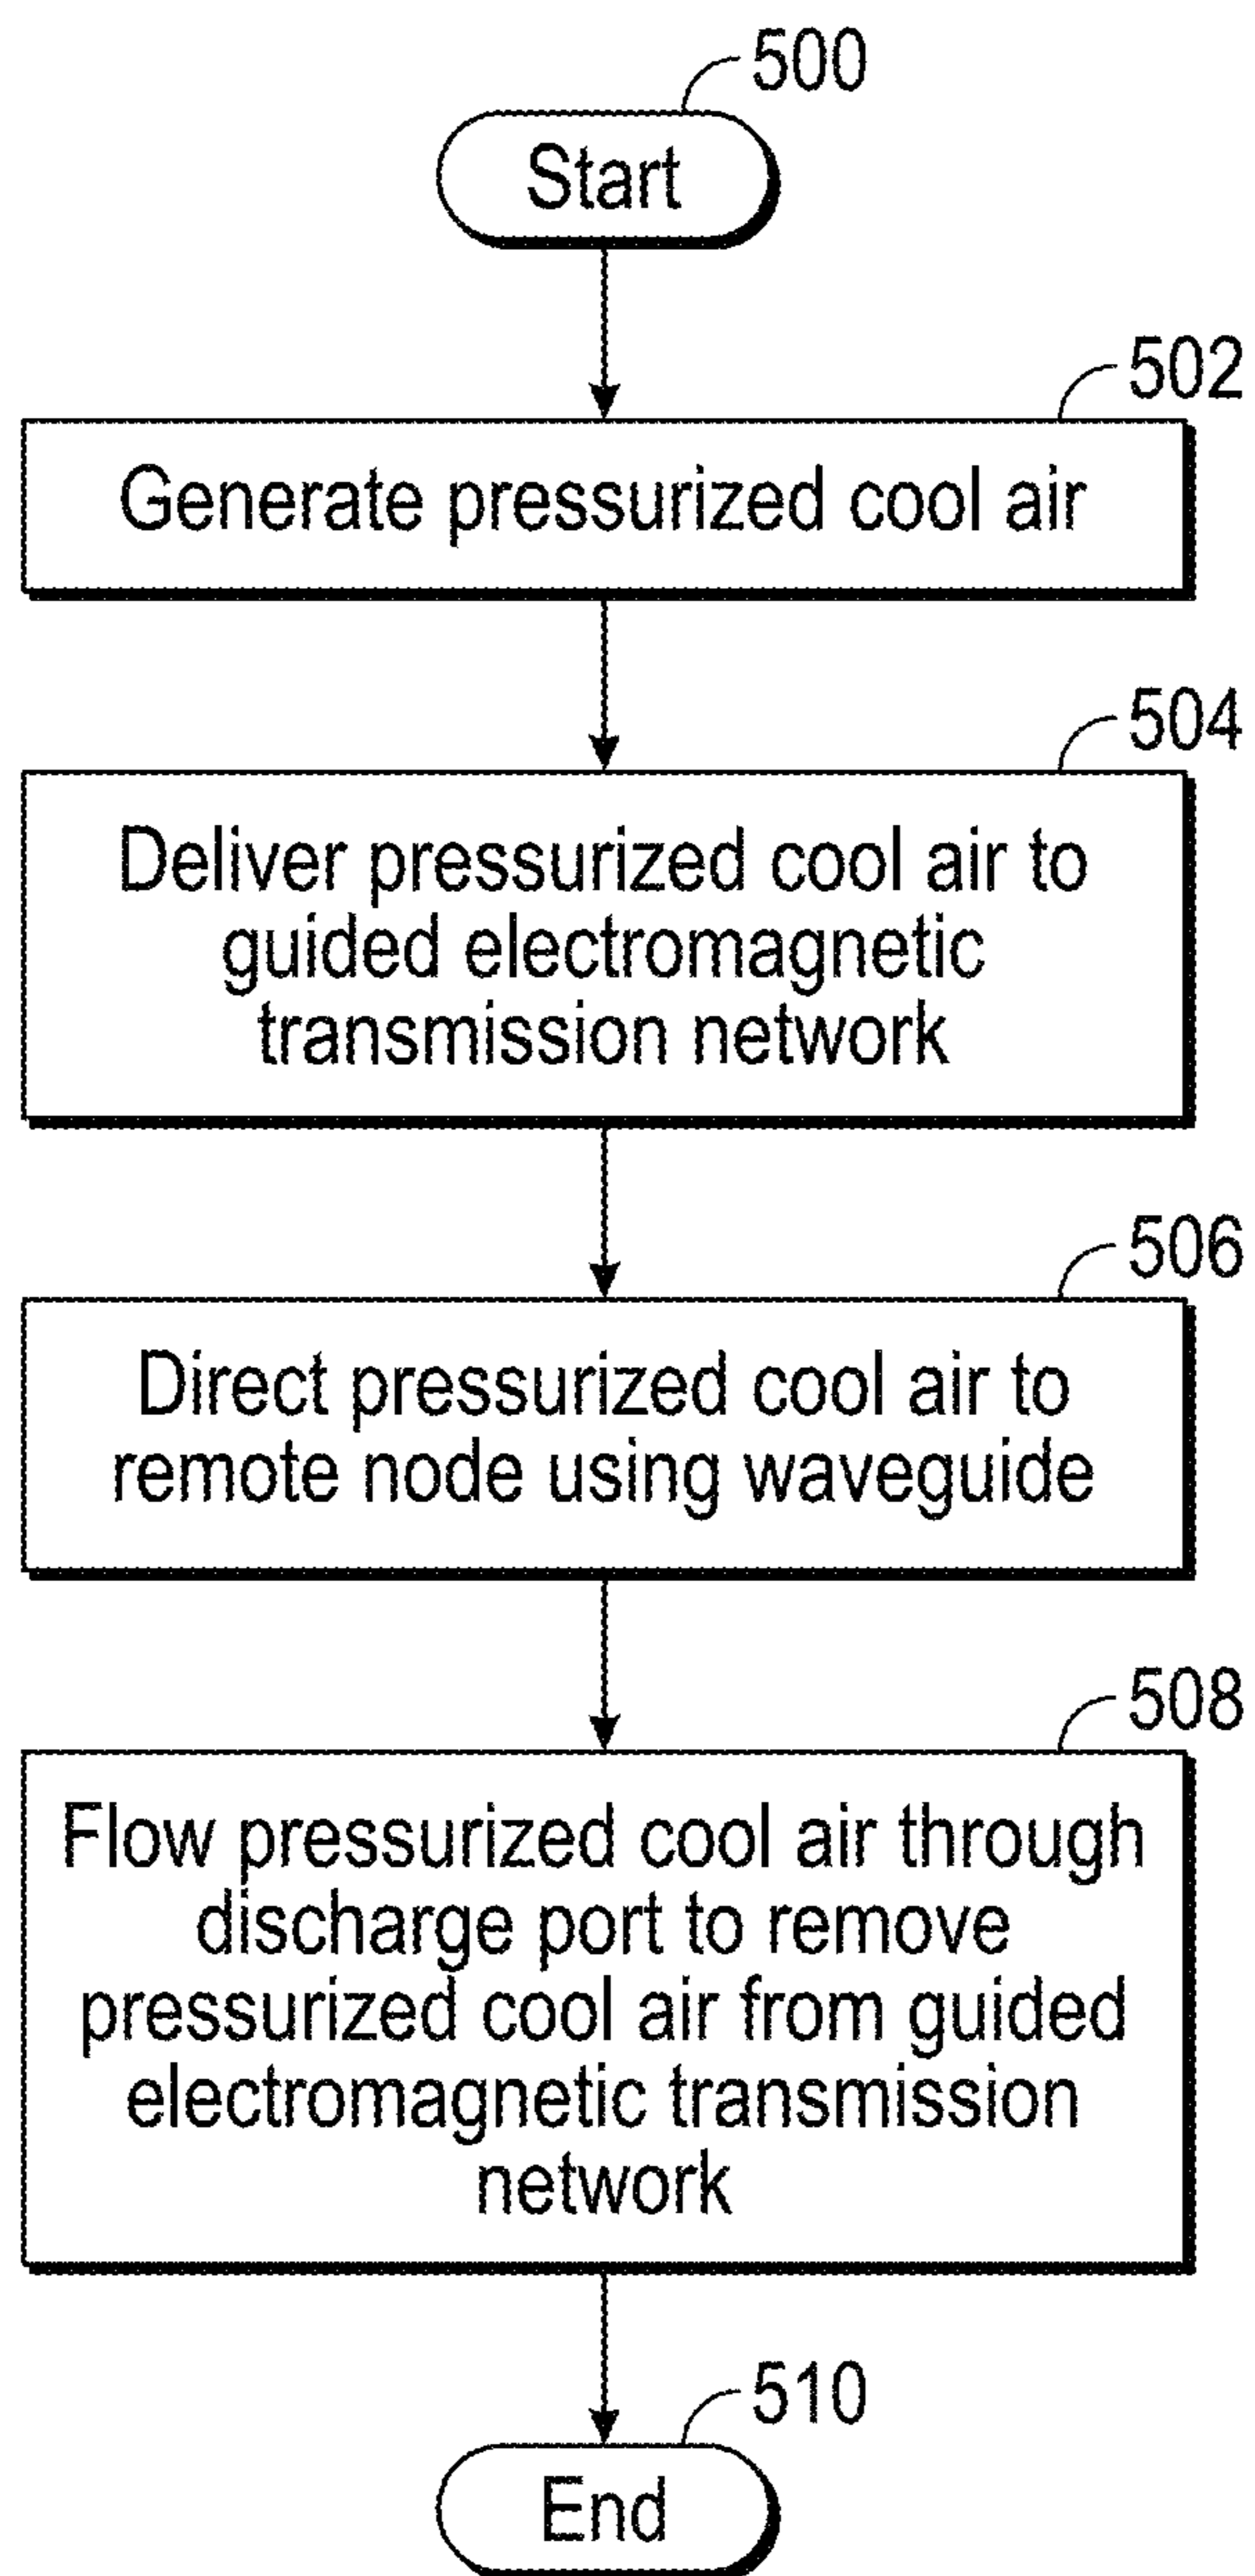 500
Start
502
Generate pressurized cool air
504
Deliver pressurized cool air to
guided electromagnetic
transmission network
506
Direct pressurized cool air to
remote node using waveguide
508
Flow pressurized cool air through
discharge port to remove
pressurized cool air from guided
electromagnetic transmission
network
510
End